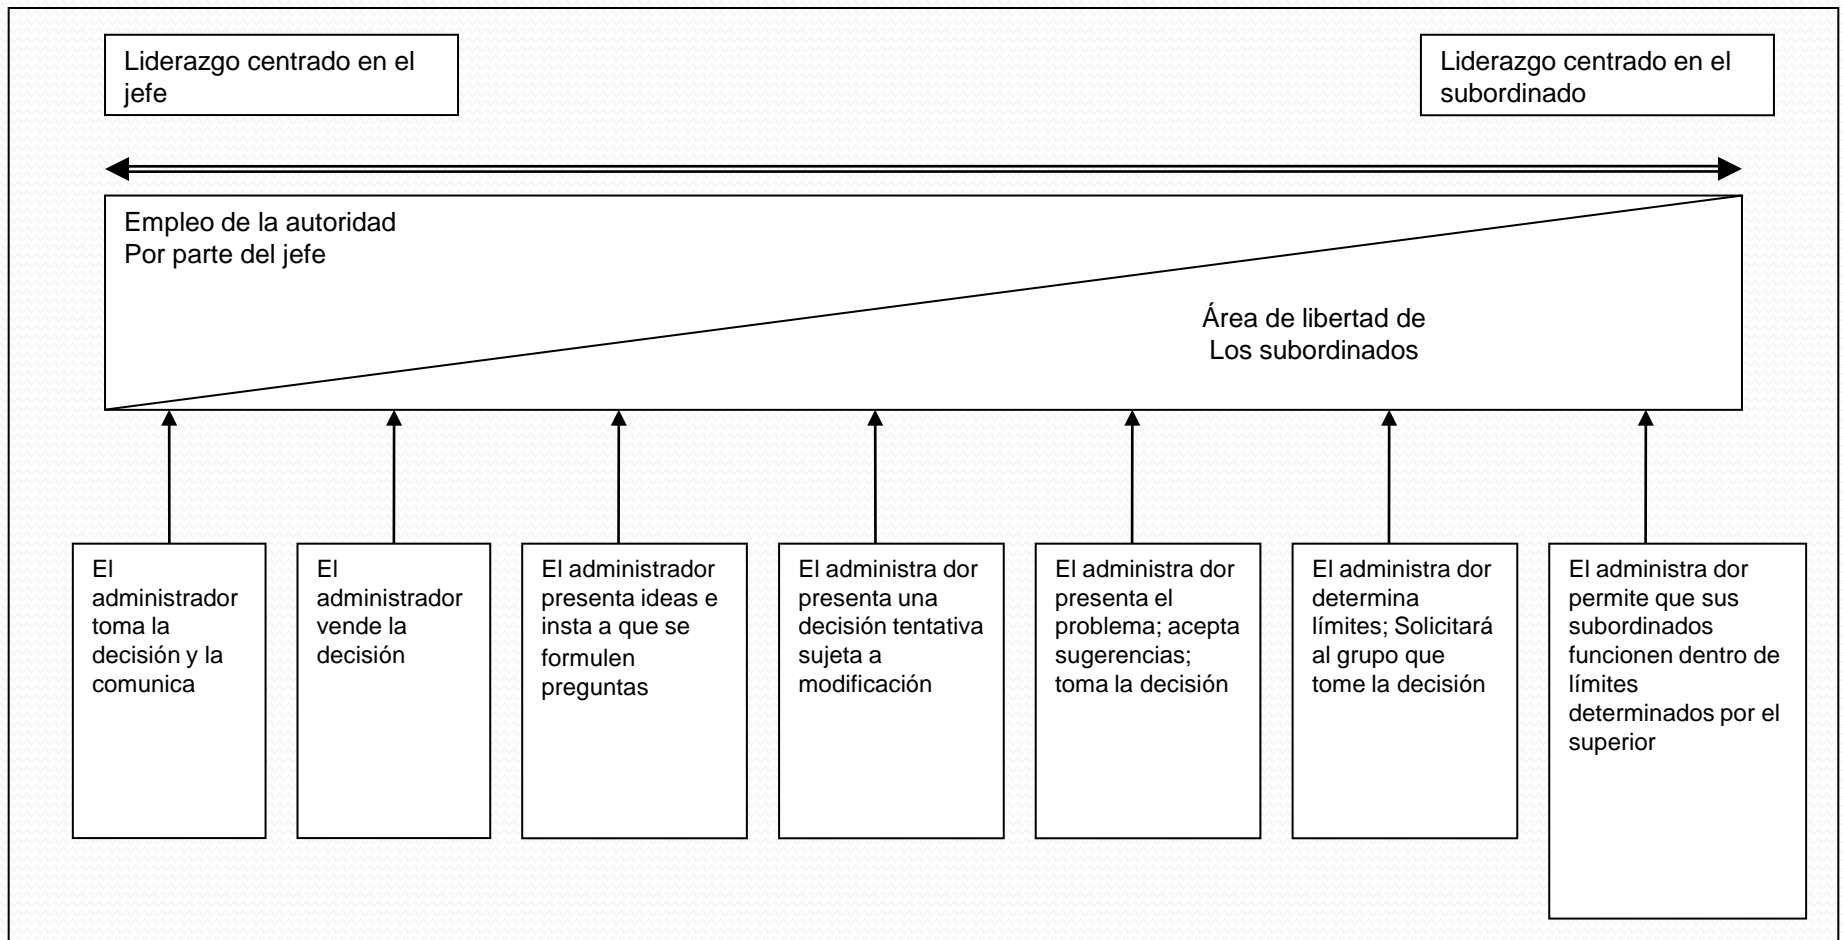 Liderazgo centrado en el
jefe
Liderazgo centrado en el
subordinado
Empleo de la autoridad
Por parte del jefe
Área de libertad de
Los subordinados
El
administrador
toma la
decisión y la
comunica
El
administrador
vende la
decisión
El administrador
presenta ideas e
insta a que se
formulen
preguntas
El administra dor
presenta una
decisión tentativa
sujeta a
modificación
El administra dor
presenta el
problema; acepta
sugerencias;
toma la decisión
El administra dor
determina
límites; Solicitará
al grupo que
tome la decisión
El administra dor
permite que sus
subordinados
funcionen dentro de
límites
determinados por el
superior